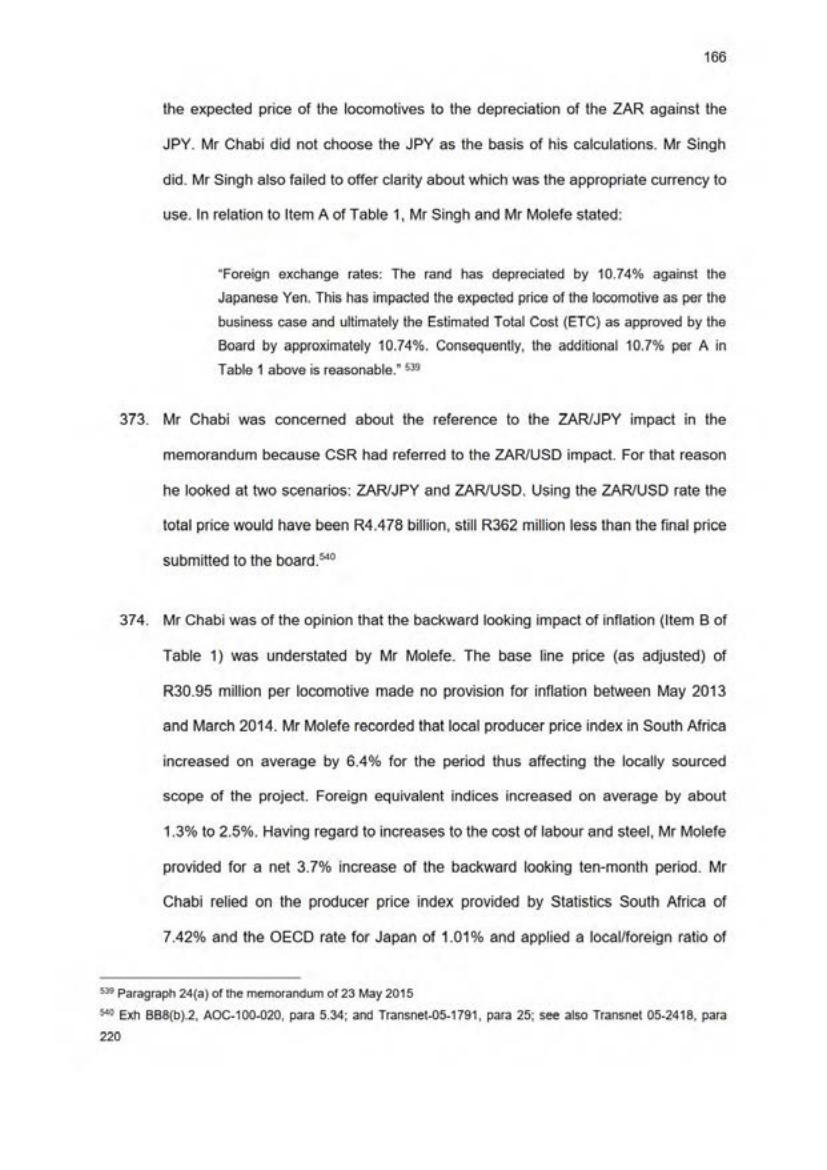 166
the expected price of the locomotives to the depreciation of the ZAR against the
JPY. Mr Chabi did not choose the JPY as the basis of his calculations. Mr Singh
did. Mr Singh also failed to offer clarity about which was the appropriate currency to
use. In relation to Item A of Table 1, Mr Singh and Mr Molefe stated:
"Foreign exchange rates: The rand has depreciated by 10.74% against the
Japanese Yen. This has impacted the expected price of the locomotive as per the
business case and ultimately the Estimated Total Cost (ETC) as approved by the
Board by approximately 10.74%. Consequently, the additional 10.7% per A in
Table 1 above is reasonable." 539
373. Mr Chabi was concerned about the reference to the ZAR/JPY impact in the
memorandum because CSR had referred to the ZAR/USD impact. For that reason
he looked at two scenarios: ZAR/JPY and ZAR/USD. Using the ZAR/USD rate the
total price would have been R4.478 billion, still R362 million less than the final price
submitted to the board.540
374. Mr Chabi was of the opinion that the backward looking impact of inflation (Item B of
Table 1) was understated by Mr Molefe. The base line price (as adjusted) of
R30.95 million per locomotive made no provision for inflation between May 2013
and March 2014. Mr Molefe recorded that local producer price index in South Africa
increased on average by 6.4% for the period thus affecting the locally sourced
scope of the project. Foreign equivalent indices increased on average by about
1.3% to 2.5%. Having regard to increases to the cost of labour and steel, Mr Molefe
provided for a net 3.7% increase of the backward looking ten-month period. Mr
Chabi relied on the producer price index provided by Statistics South Africa of
7.42% and the OECD rate for Japan of 1.01% and applied a local/foreign ratio of
539 Paragraph 24(a) of the memorandum of 23 May 2015
540 Exh BB8(b).2, AOC-100-020, para 5.34; and Transnet-05-1791, para 25; see also Transnet 05-2418, para
220